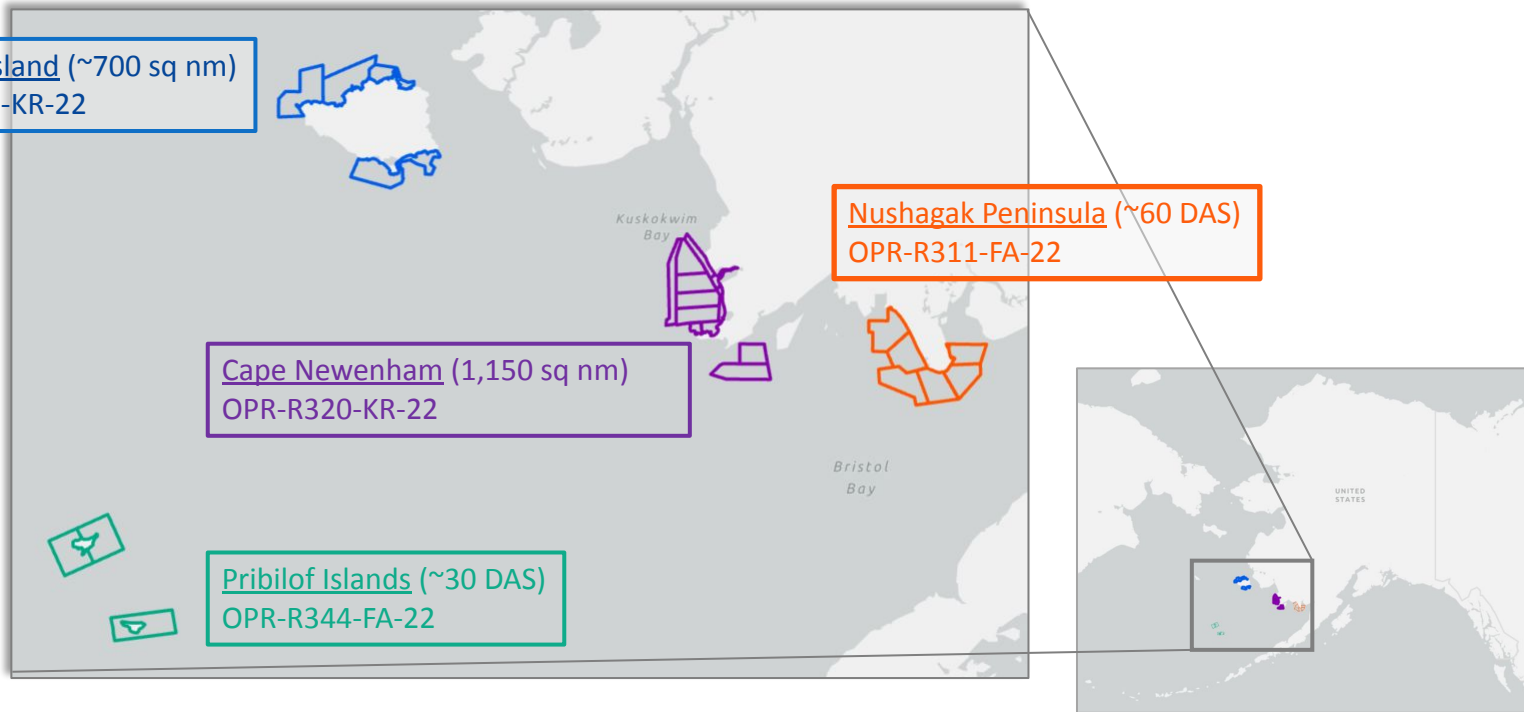 sland (~700 sq nm)
-KR-22
Kuskokwim
Bay
Nushagak Peninsula (~60 DAS)
OPR-R311-FA-22
Cape Newenham (1,150 sq nm)
OPR-R320-KR-22
Bristol
Bay
Pribilof Islands (~30 DAS)
OPR-R344-FA-22
UNITED
STATES